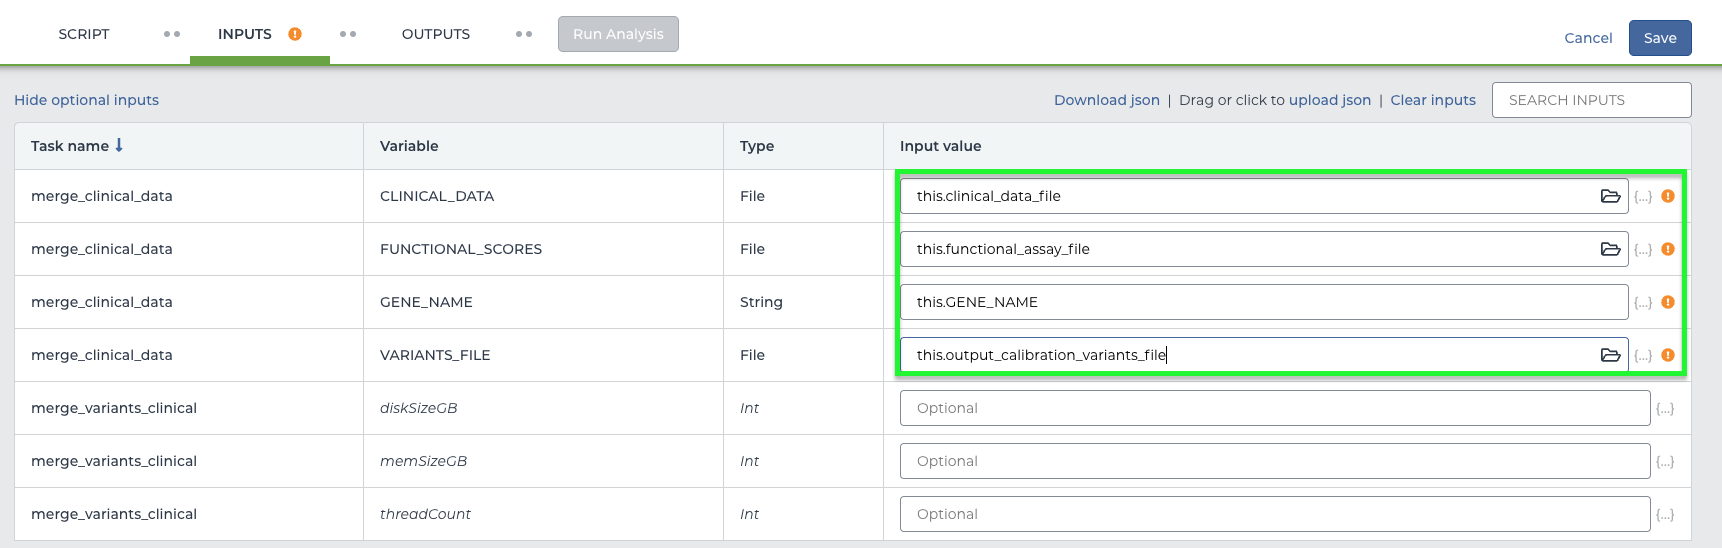 SCRIPT INPUTS OUTPUTS Run Analysis Cancel Save
Hide optional inputs Download json | Drag or click to upload json | Clear inputs SEARCH INPUTS
Task name Variable Type Input value
merge_clinical_data CLINICAL_DATA File this.clinical_data_file {...}
merge_clinical_data FUNCTIONAL_SCORES File this.functional_assay_file {...}
merge_clinical_data GENE_NAME String this.GENE_NAME {...}
merge_clinical_data VARIANTS_FILE File this.output_calibration_variants_file {...}
merge_variants_clinical diskSizeGB Int Optional {...}
merge_variants_clinical memSizeGB Int Optional {...}
merge_variants_clinical threadCount Int Optional {...}